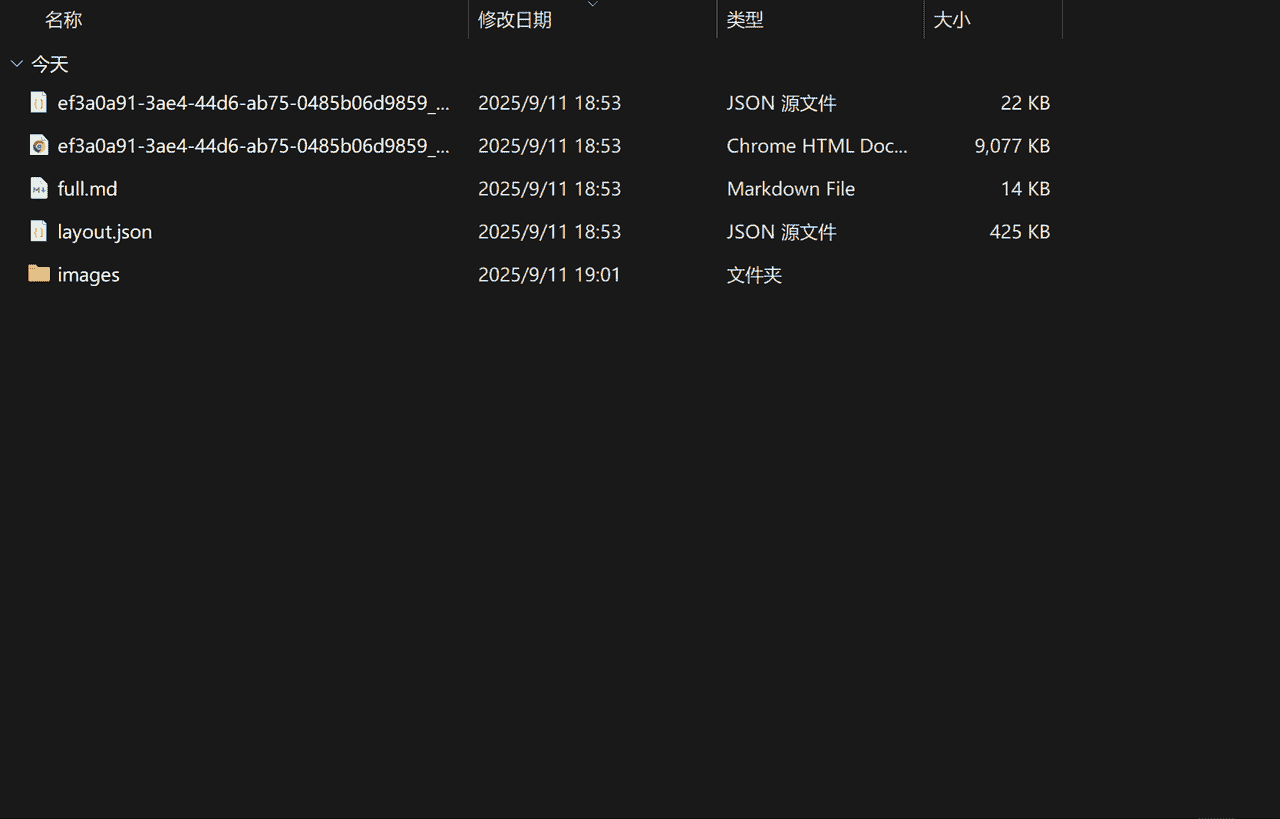 名称 修改日期 类型 大小
今天
ef3a0a91-3ae4-44d6-ab75-0485b06d9859_... 2025/9/11 18:53 JSON 源文件 22 KB
ef3a0a91-3ae4-44d6-ab75-0485b06d9859_... 2025/9/11 18:53 Chrome HTML Doc... 9,077 KB
full.md 2025/9/11 18:53 Markdown File 14 KB
layout.json 2025/9/11 18:53 JSON 源文件 425 KB
images 2025/9/11 19:01 文件夹